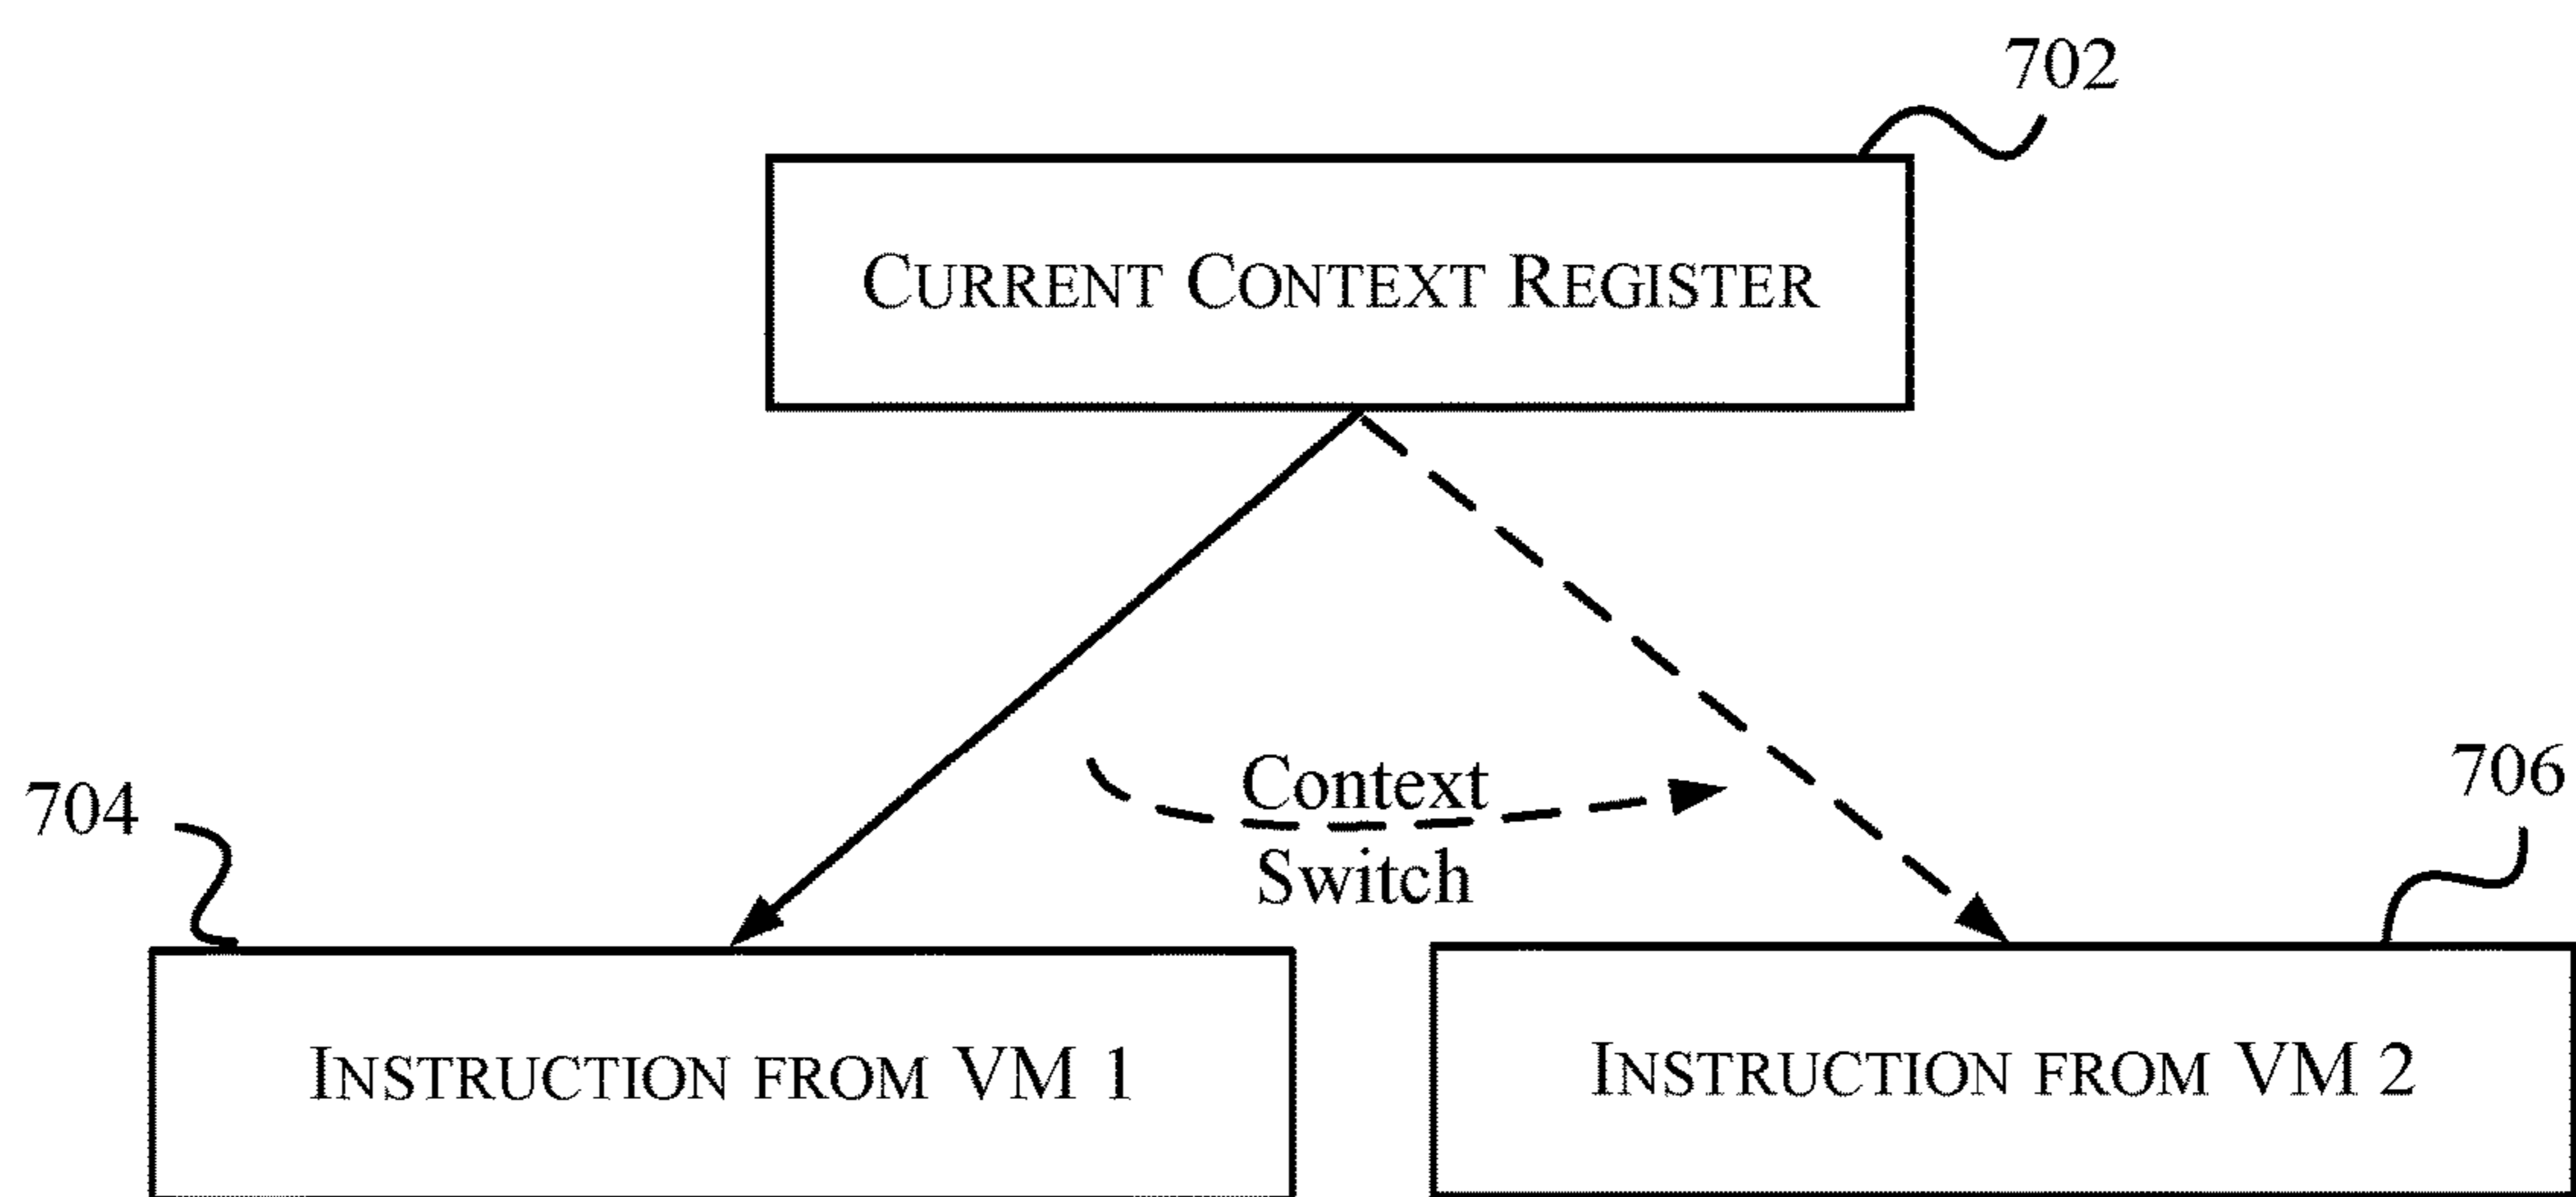 702
CURRENT CONTEXT REGISTER
Context
Switch
704
706
INSTRUCTION FROM VM 1
INSTRUCTION FROM VM 2